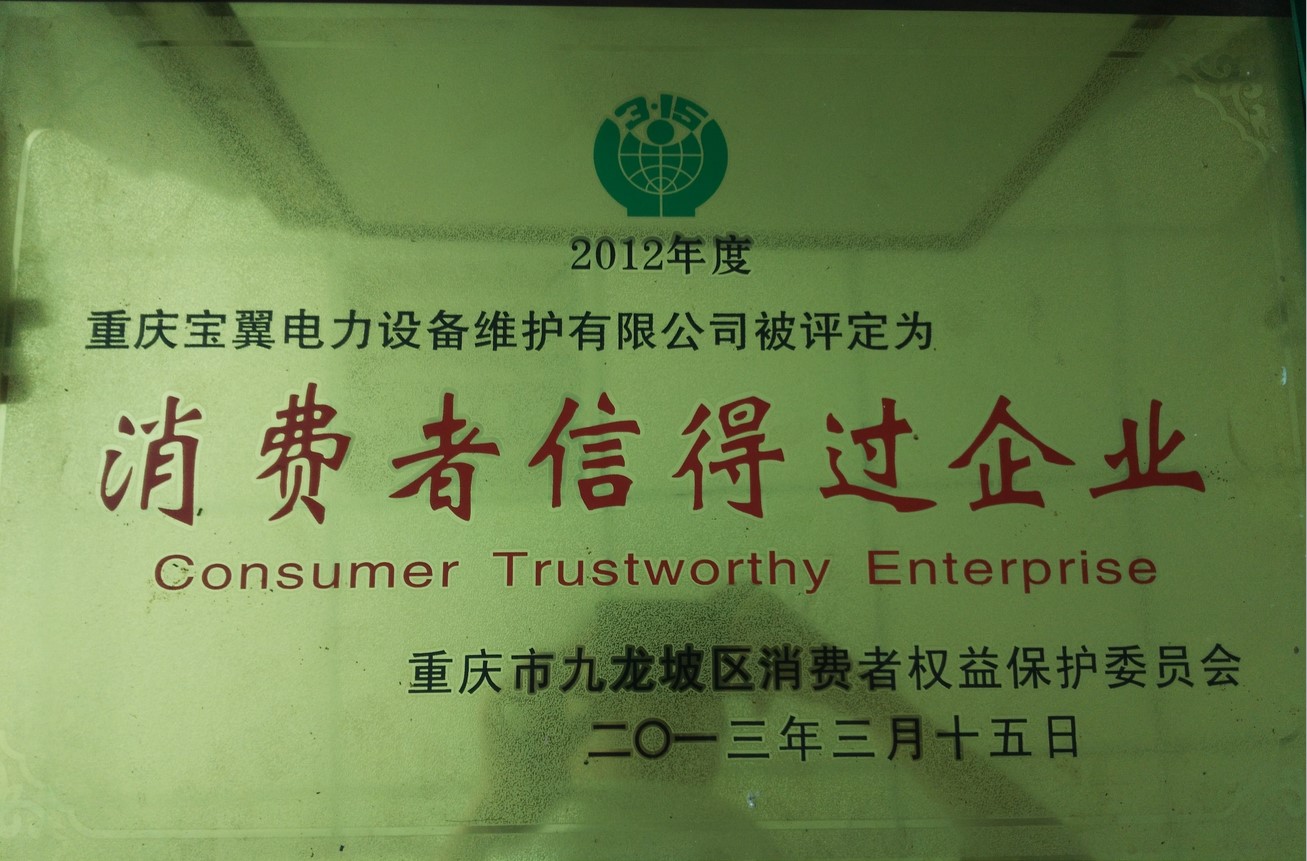 3·15
2012年度
重庆宝翼电力设备维护有限公司被评定为
消费者信得过企业
Consumer Trustworthy Enterprise
重庆市九龙坡区消费者权益保护委员会
二〇一三年三月十五日